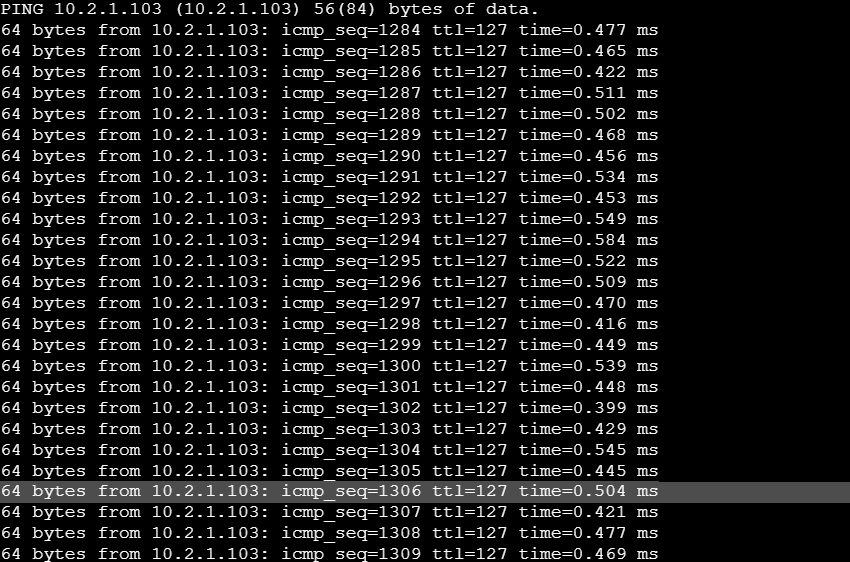 PING 10.2.1.103 (10.2.1.103) 56(84) bytes of data.
64 bytes from 10.2.1.103: icmp_seq=1284 ttl=127 time=0.477 ms
64 bytes from 10.2.1.103: icmp_seq=1285 ttl=127 time=0.465 ms
64 bytes from 10.2.1.103: icmp_seq=1286 ttl=127 time=0.422 ms
64 bytes from 10.2.1.103: icmp_seq=1287 ttl=127 time=0.511 ms
64 bytes from 10.2.1.103: icmp_seq=1288 ttl=127 time=0.502 ms
64 bytes from 10.2.1.103: icmp_seq=1289 ttl=127 time=0.468 ms
64 bytes from 10.2.1.103: icmp_seq=1290 ttl=127 time=0.456 ms
64 bytes from 10.2.1.103: icmp_seq=1291 ttl=127 time=0.534 ms
64 bytes from 10.2.1.103: icmp_seq=1292 ttl=127 time=0.453 ms
64 bytes from 10.2.1.103: icmp_seq=1293 ttl=127 time=0.549 ms
64 bytes from 10.2.1.103: icmp_seq=1294 ttl=127 time=0.584 ms
64 bytes from 10.2.1.103: icmp_seq=1295 ttl=127 time=0.522 ms
64 bytes from 10.2.1.103: icmp_seq=1296 ttl=127 time=0.509 ms
64 bytes from 10.2.1.103: icmp_seq=1297 ttl=127 time=0.470 ms
64 bytes from 10.2.1.103: icmp_seq=1298 ttl=127 time=0.416 ms
64 bytes from 10.2.1.103: icmp_seq=1299 ttl=127 time=0.449 ms
64 bytes from 10.2.1.103: icmp_seq=1300 ttl=127 time=0.539 ms
64 bytes from 10.2.1.103: icmp_seq=1301 ttl=127 time=0.448 ms
64 bytes from 10.2.1.103: icmp_seq=1302 ttl=127 time=0.399 ms
64 bytes from 10.2.1.103: icmp_seq=1303 ttl=127 time=0.429 ms
64 bytes from 10.2.1.103: icmp_seq=1304 ttl=127 time=0.545 ms
64 bytes from 10.2.1.103: icmp_seq=1305 ttl=127 time=0.445 ms
64 bytes from 10.2.1.103: icmp_seq=1306 ttl=127 time=0.504 ms
64 bytes from 10.2.1.103: icmp_seq=1307 ttl=127 time=0.421 ms
64 bytes from 10.2.1.103: icmp_seq=1308 ttl=127 time=0.477 ms
64 bytes from 10.2.1.103: icmp_seq=1309 ttl=127 time=0.469 ms